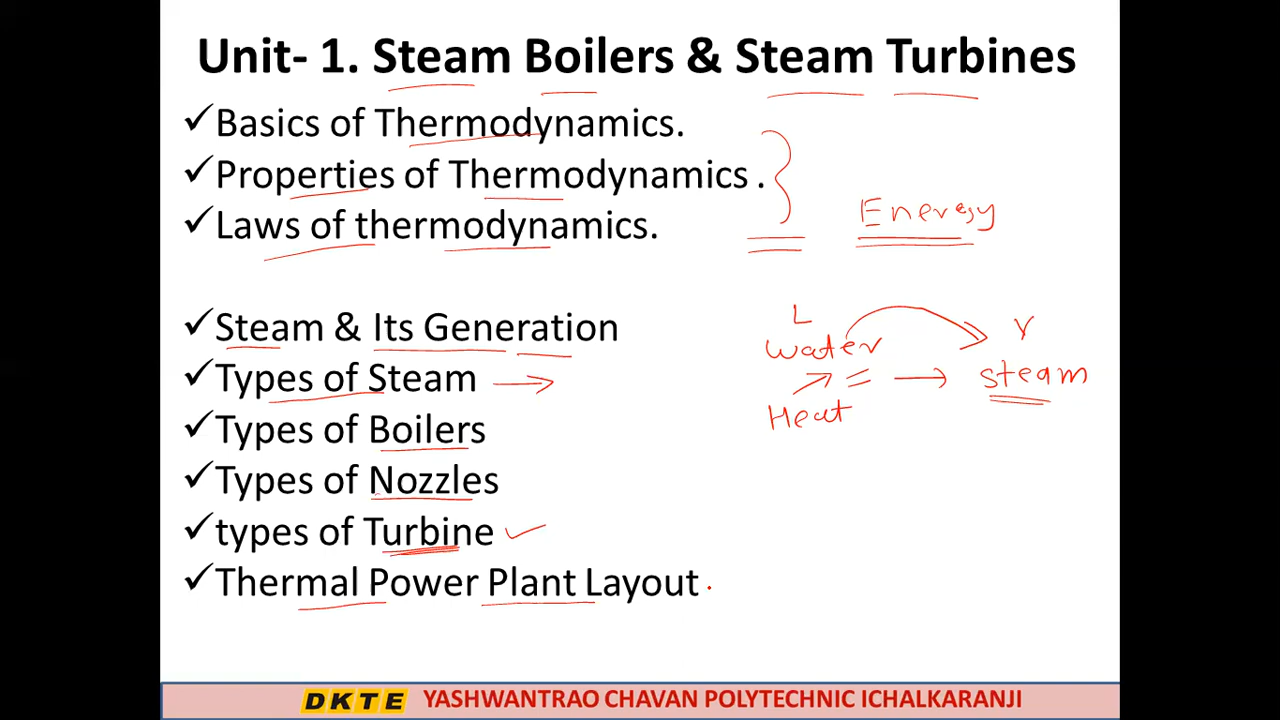 Unit- 1. Steam Boilers & Steam Turbines
✓Basics of Thermodynamics.
✓Properties of Thermodynamics .
✓Laws of thermodynamics.
Energy
✓Steam & Its Generation
✓Types of Steam
✓Types of Boilers
✓Types of Nozzles
✓types of Turbine
✓Thermal Power Plant Layout
L
water
Heat
steam
DKTE YASHWANTRAO CHAVAN POLYTECHNIC ICHALKARANJI